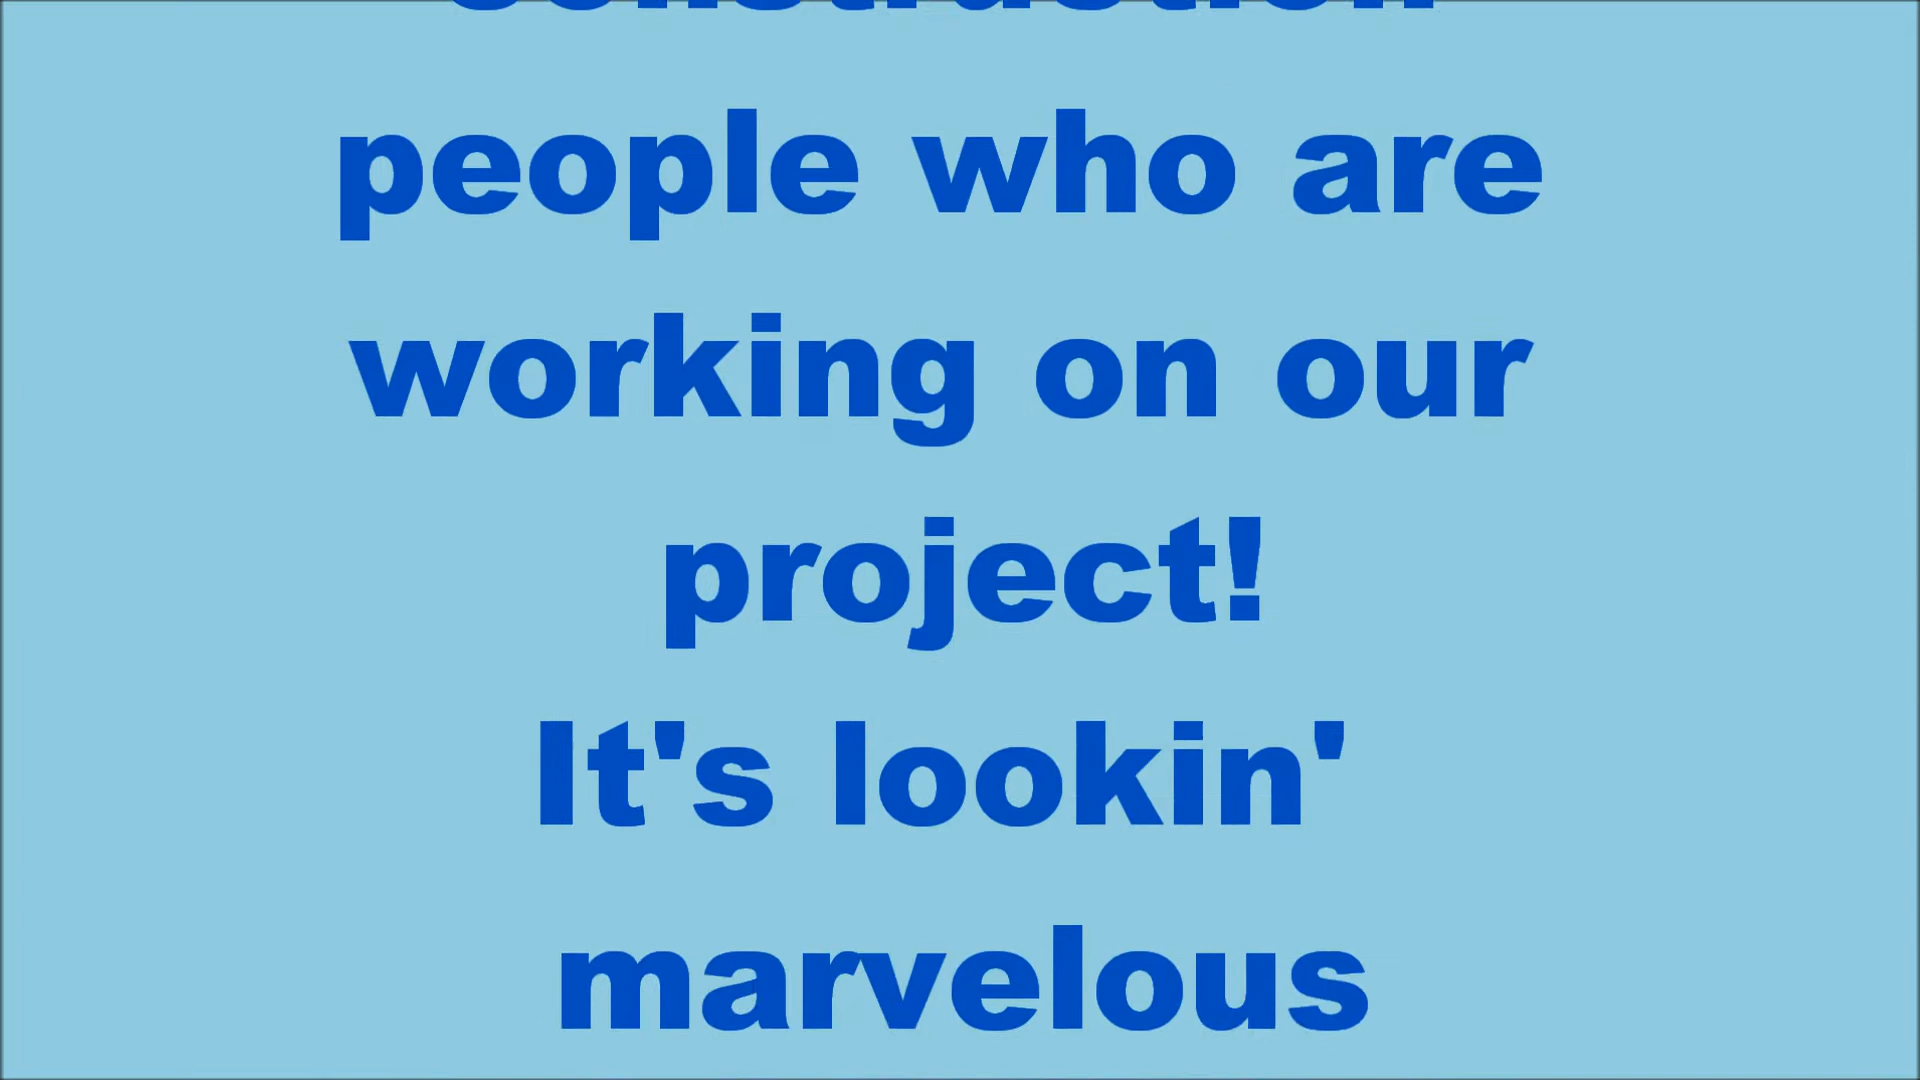 people who are
working on our
project!
It's lookin'
marvelous